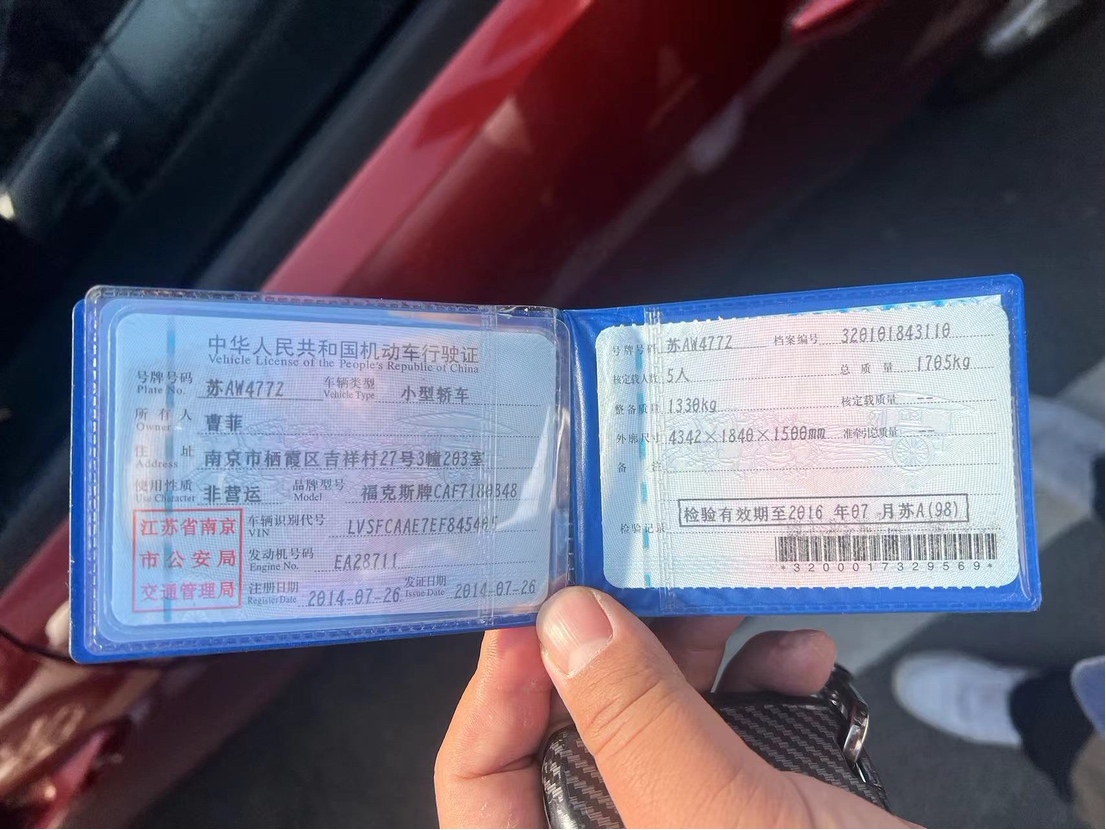 中华人民共和国机动车行驶证
Vehicle License of the People's Republic of China
号牌号码 苏AW477Z 车辆类型 小型轿车
Plate No. Vehicle Type
所有人 曹菲
Owner
住址 南京市栖霞区吉祥村27号3幢203室
Address
使用性质 非营运 品牌型号 福克斯牌CAF7180B48
Use Character Model
江苏省南京
市公安局
交通管理局
车辆识别代号
VIN
发动机号码 EA28711
Engine No.
注册日期 2014-07-26 发证日期 2014-07-26
Register Date Issue Date
号牌号码 苏AW477Z 档案编号 320101843110
核定载人数 5人 总质量 1705kg
整备质量 1330kg 核定载质量 --
外廓尺寸 4342×1840×1500mm 准牵引总质量 --
备注
检验记录 检验有效期至2016 年07 月苏A(98)
*3200017329569*